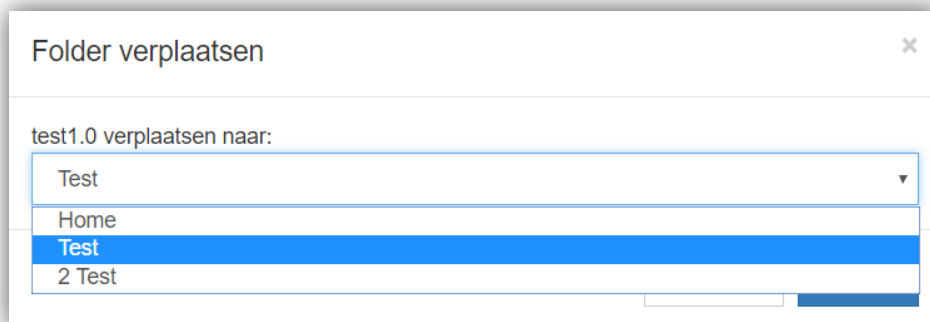 Folder verplaatsen
×
test1.0 verplaatsen naar:
Test
Home
Test
2 Test